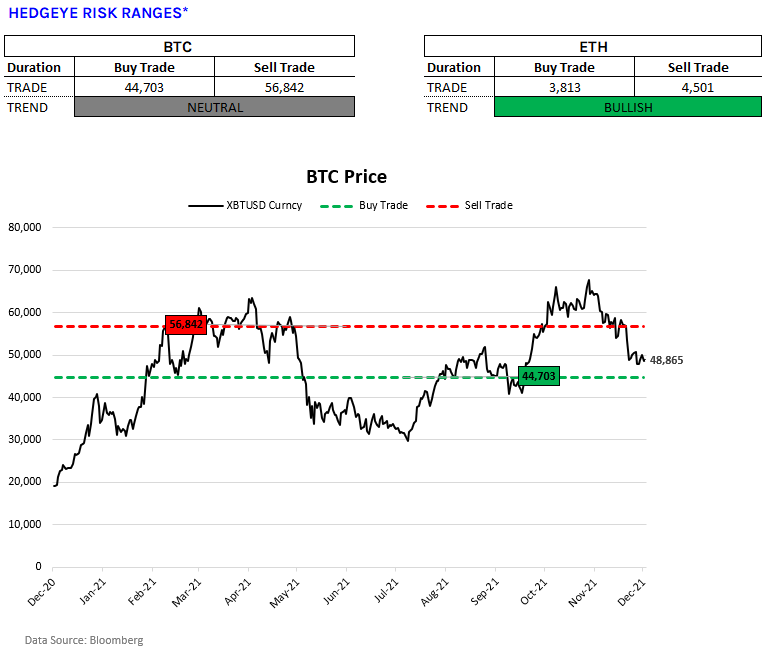 HEDGEYE RISK RANGES*
BTC
Duration Buy Trade Sell Trade
TRADE 44,703 56,842
TREND NEUTRAL
ETH
Duration Buy Trade Sell Trade
TRADE 3,813 4,501
TREND BULLISH
BTC Price
XBTUSD Curncy Buy Trade Sell Trade
80,000
70,000
60,000
50,000
40,000
30,000
20,000
10,000
0
56,842
44,703
48,865
Dec-20 Jan-21 Feb-21 Mar-21 Apr-21 May-21 Jun-21 Jul-21 Aug-21 Sep-21 Oct-21 Nov-21 Dec-21
Data Source: Bloomberg